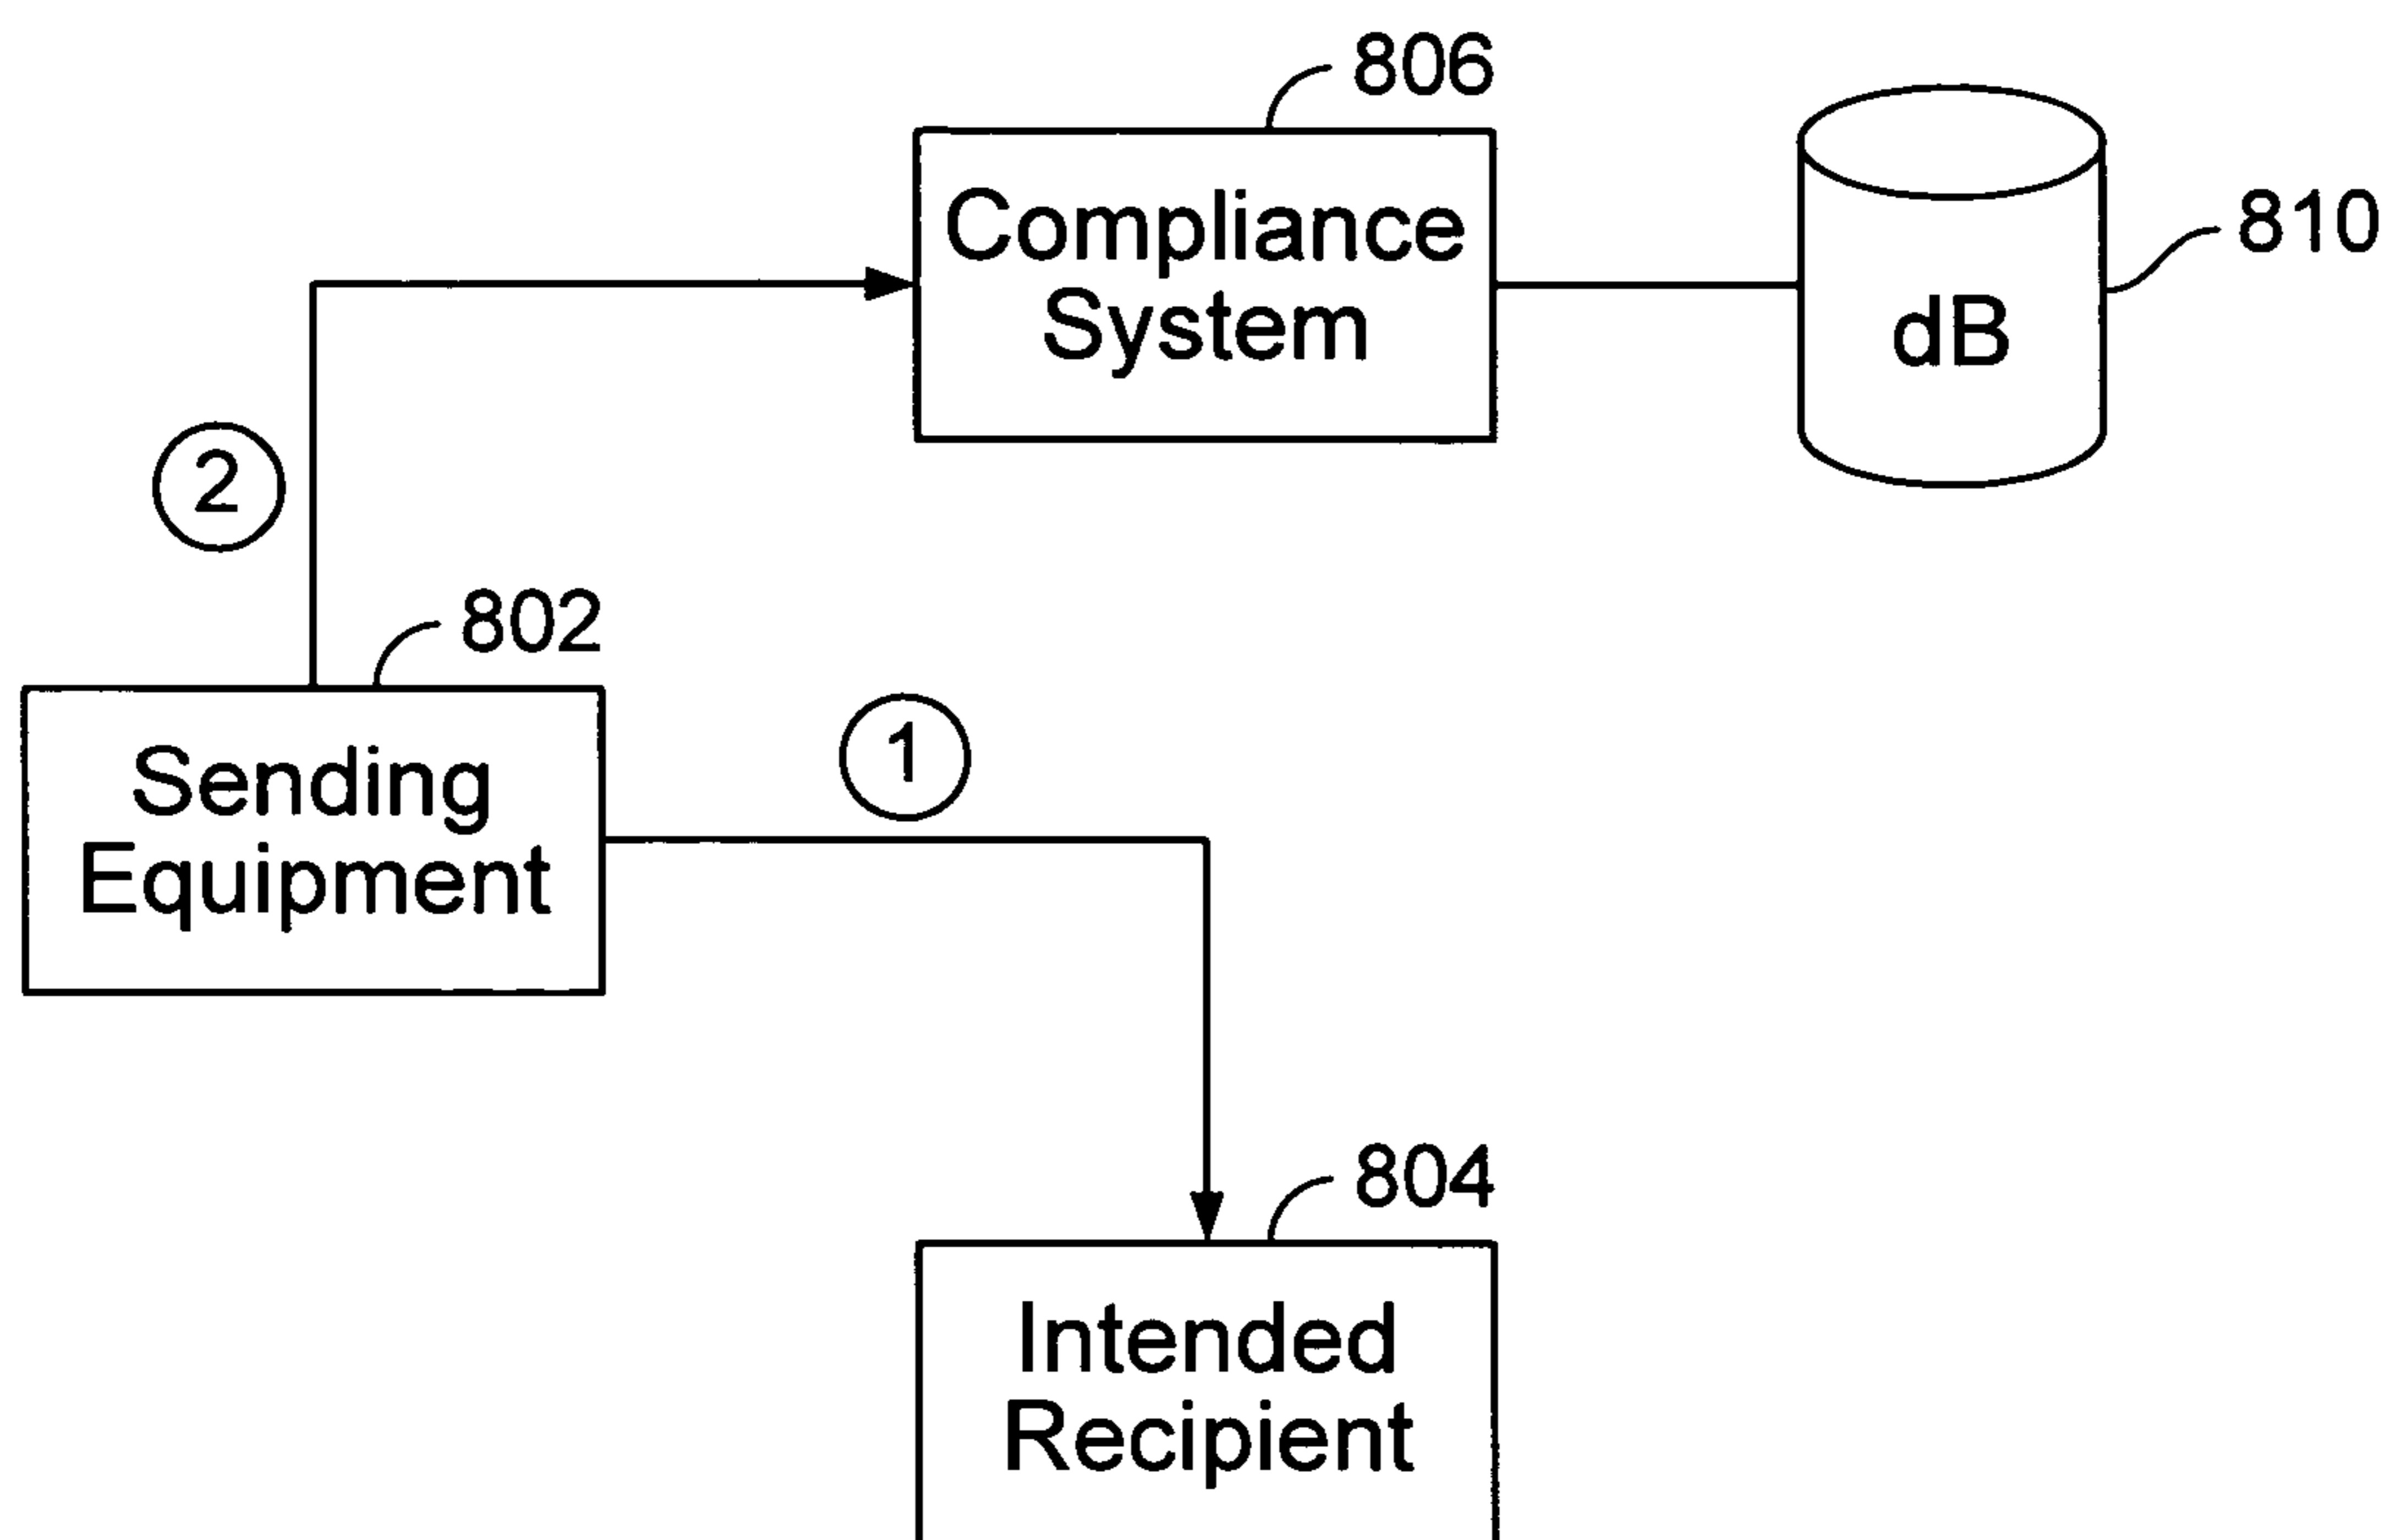 806
Compliance
System
810
dB
2
802
Sending
Equipment
1
804
Intended
Recipient